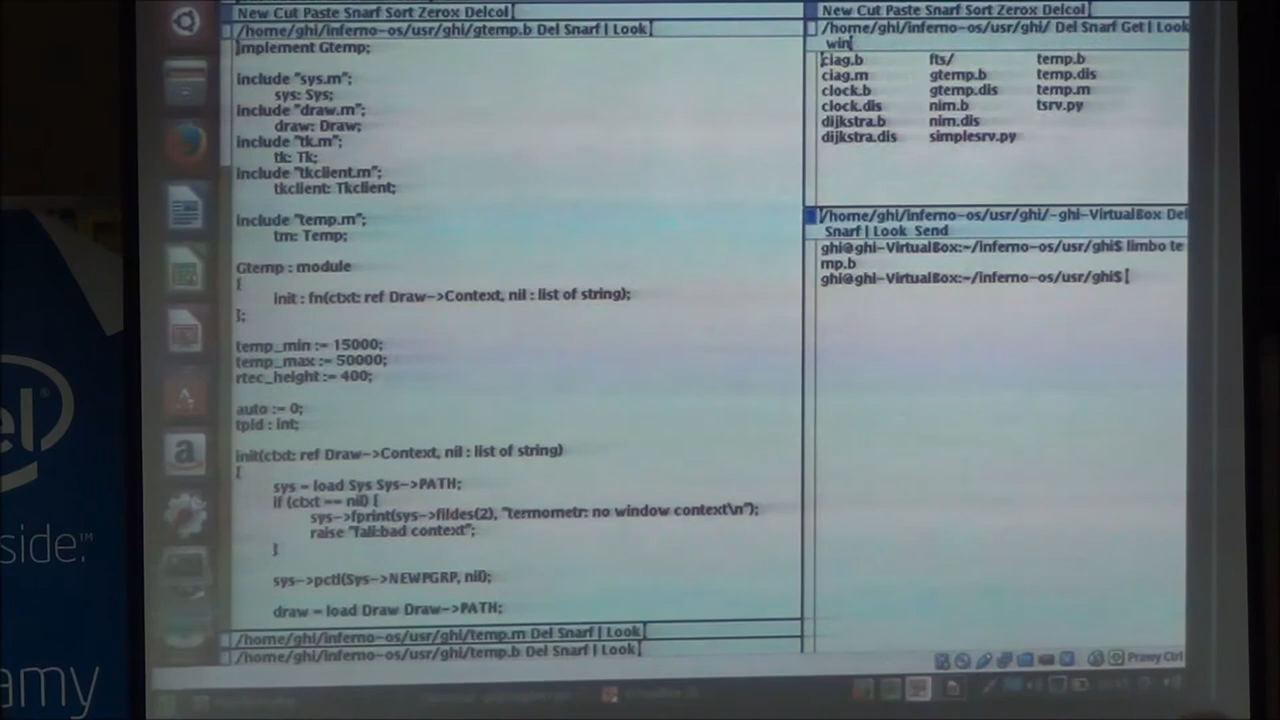 New Cut Paste Snarf Sort Zerox Delcol
/home/ghi/inferno-os/usr/ghi/gtemp.b Del Snarf | Look
implement Gtemp;
include "sys.m";
sys: Sys;
include "draw.m";
draw: Draw;
include "tk.m";
tk: Tk;
include "tkclient.m";
tkclient: Tkclient;
include "temp.m";
tm: Temp;
Gtemp : module
{
init : fn(ctxt: ref Draw->Context, nil : list of string);
};
temp_min := 15000;
temp_max := 50000;
rtec_height := 400;
auto := 0;
tpid : int;
init(ctxt: ref Draw->Context, nil : list of string)
{
sys = load Sys Sys->PATH;
if (ctxt == nil) {
sys->fprint(sys->fildes(2), "termometr: no window context\n");
raise "fail:bad context";
}
sys->pctl(Sys->NEWPGRP, nil);
draw = load Draw Draw->PATH;
/home/ghi/inferno-os/usr/ghi/temp.m Del Snarf | Look
/home/ghi/inferno-os/usr/ghi/temp.b Del Snarf | Look
New Cut Paste Snarf Sort Zerox Delcol
/home/ghi/inferno-os/usr/ghi/ Del Snarf Get | Look
win
ciag.b fts/ temp.b
ciag.m gtemp.b temp.dis
clock.b gtemp.dis temp.m
clock.dis nim.b tsrv.py
dijkstra.b nim.dis
dijkstra.dis simplesrv.py
/home/ghi/inferno-os/usr/ghi/-ghi-VirtualBox Del
Snarf | Look Send
ghi@ghi-VirtualBox:~/inferno-os/usr/ghi$ limbo te
mp.b
ghi@ghi-VirtualBox:~/inferno-os/usr/ghi$
Prawy Ctrl
el
side.™
amy